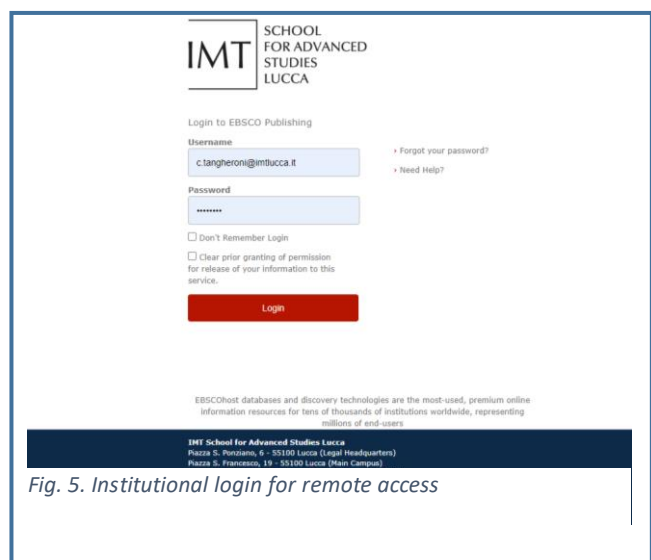 IMT
SCHOOL
FOR ADVANCED
STUDIES
LUCCA
Login to EBSCO Publishing
Username
c.tangheroni@imtlucca.it
› Forgot your password?
› Need Help?
Password
••••••••
Don't Remember Login
Clear prior granting of permission
for release of your information to this
service.
Login
EBSCOhost databases and discovery technologies are the most-used, premium online
information resources for tens of thousands of institutions worldwide, representing
millions of end-users
IMT School for Advanced Studies Lucca
Piazza S. Ponziano, 6 - 55100 Lucca (Legal Headquarters)
Piazza S. Francesco, 19 - 55100 Lucca (Main Campus)
Fig. 5. Institutional login for remote access